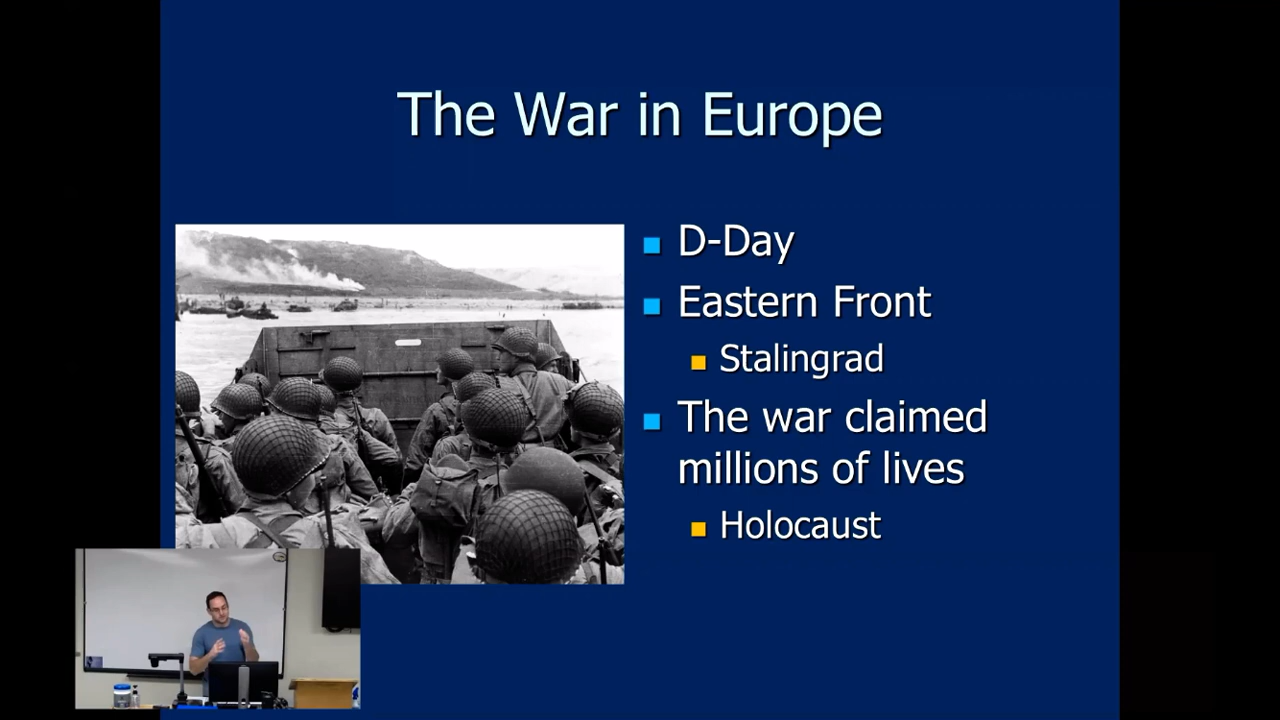 The War in Europe
D-Day
Eastern Front
Stalingrad
The war claimed
millions of lives
Holocaust